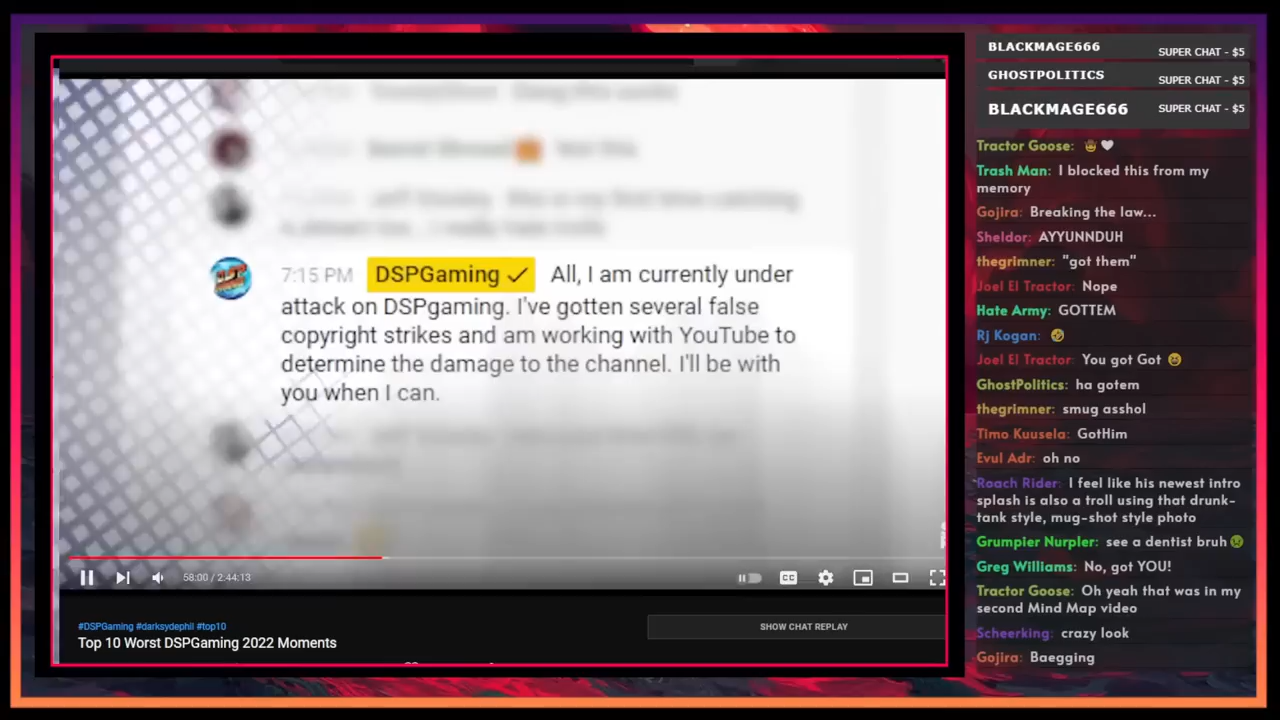 7:15 PM DSPGaming ✓ All, I am currently under
attack on DSPgaming. I've gotten several false
copyright strikes and am working with YouTube to
determine the damage to the channel. I'll be with
you when I can.
58:00 / 2:44:13
CC
#DSPGaming #darksydephil #top10
Top 10 Worst DSPGaming 2022 Moments
SHOW CHAT REPLAY
BLACKMAGE666 SUPER CHAT - $5
GHOSTPOLITICS SUPER CHAT - $5
BLACKMAGE666 SUPER CHAT - $5
Tractor Goose: 🤠🤍
Trash Man: I blocked this from my
memory
Gojira: Breaking the law...
Sheldor: AYYUNNDUH
thegrimner: "got them"
Joel El Tractor: Nope
Hate Army: GOTTEM
Rj Kogan: 🤣
Joel El Tractor: You got Got 😆
GhostPolitics: ha gotem
thegrimner: smug asshol
Timo Kuusela: GotHim
Evul Adr: oh no
Roach Rider: I feel like his newest intro
splash is also a troll using that drunk-
tank style, mug-shot style photo
Grumpier Nurpler: see a dentist bruh🤢
Greg Williams: No, got YOU!
Tractor Goose: Oh yeah that was in my
second Mind Map video
Scheerking: crazy look
Gojira: Baegging